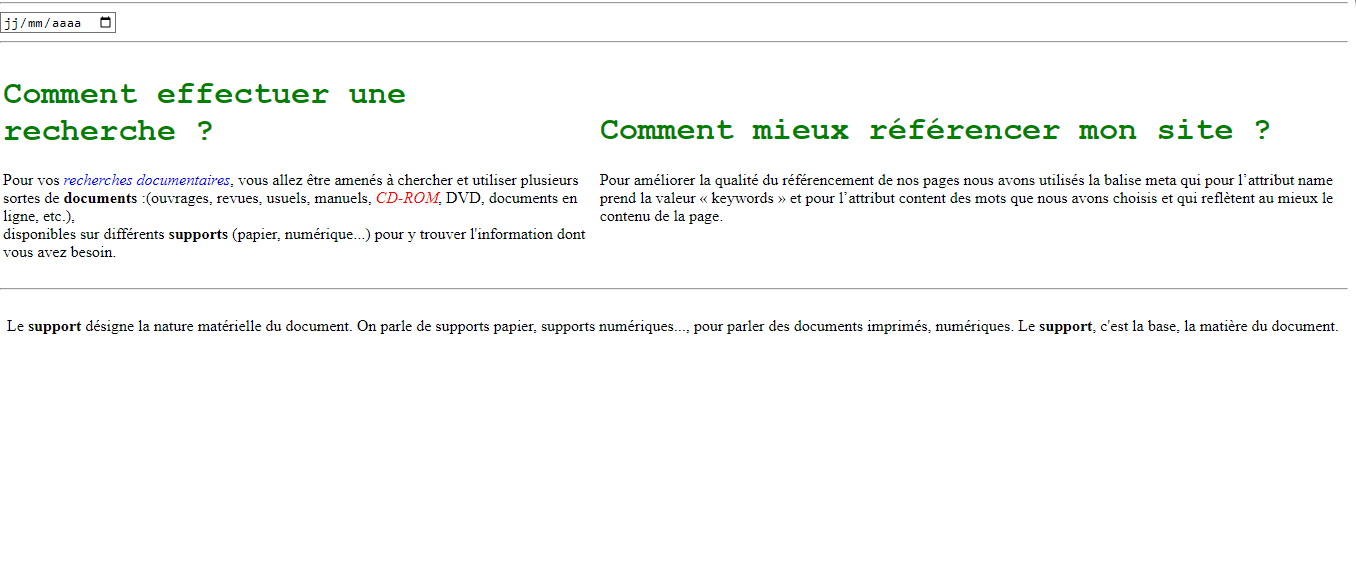 jj/mm/aaaa
Comment effectuer une
recherche ?
Pour vos recherches documentaires, vous allez être amenés à chercher et utiliser plusieurs
sortes de documents :(ouvrages, revues, usuels, manuels, CD-ROM, DVD, documents en
ligne, etc.),
disponibles sur différents supports (papier, numérique...) pour y trouver l'information dont
vous avez besoin.
Comment mieux référencer mon site ?
Pour améliorer la qualité du référencement de nos pages nous avons utilisés la balise meta qui pour l’attribut name
prend la valeur « keywords » et pour l’attribut content des mots que nous avons choisis et qui reflètent au mieux le
contenu de la page.
Le support désigne la nature matérielle du document. On parle de supports papier, supports numériques..., pour parler des documents imprimés, numériques. Le support, c'est la base, la matière du document.